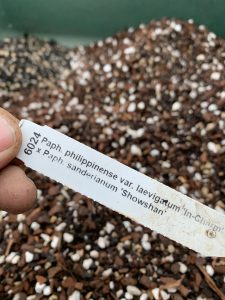 6024
Paph. philippinense var. laevigatum 'In-Charm'
x Paph. sanderianum 'Showshan'